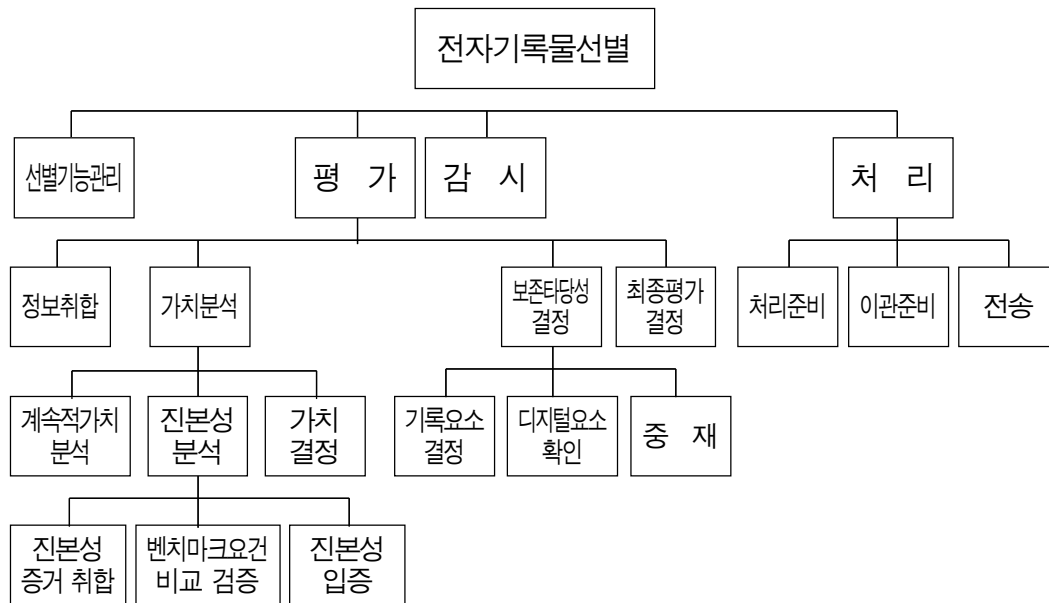 전자기록물선별
선별기능관리
평 가
감 시
처 리
정보취합
가치분석
보존타당성
결정
최종평가
결정
처리준비
이관준비
전송
계속적가치
분석
진본성
분석
가치
결정
기록요소
결정
디지털요소
확인
중 재
진본성
증거 취합
벤치마크요건
비교 검증
진본성
입증